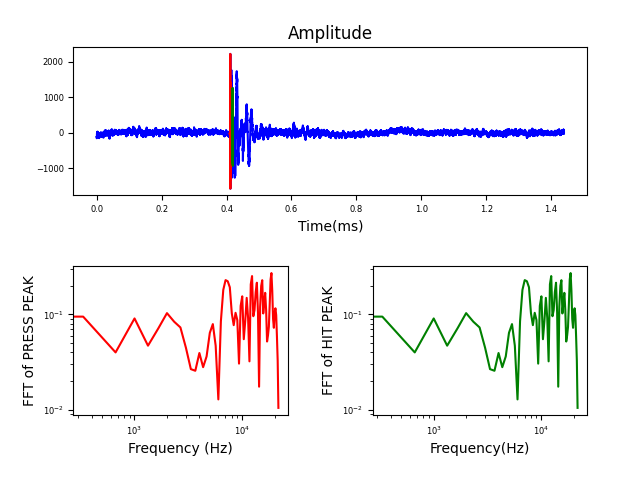 Amplitude
2000
1000
0
−1000
0.0 0.2 0.4 0.6 0.8 1.0 1.2 1.4
Time(ms)
FFT of PRESS PEAK
10⁻¹
10⁻²
10³ 10⁴
Frequency (Hz)
FFT of HIT PEAK
10⁻¹
10⁻²
10³ 10⁴
Frequency(Hz)